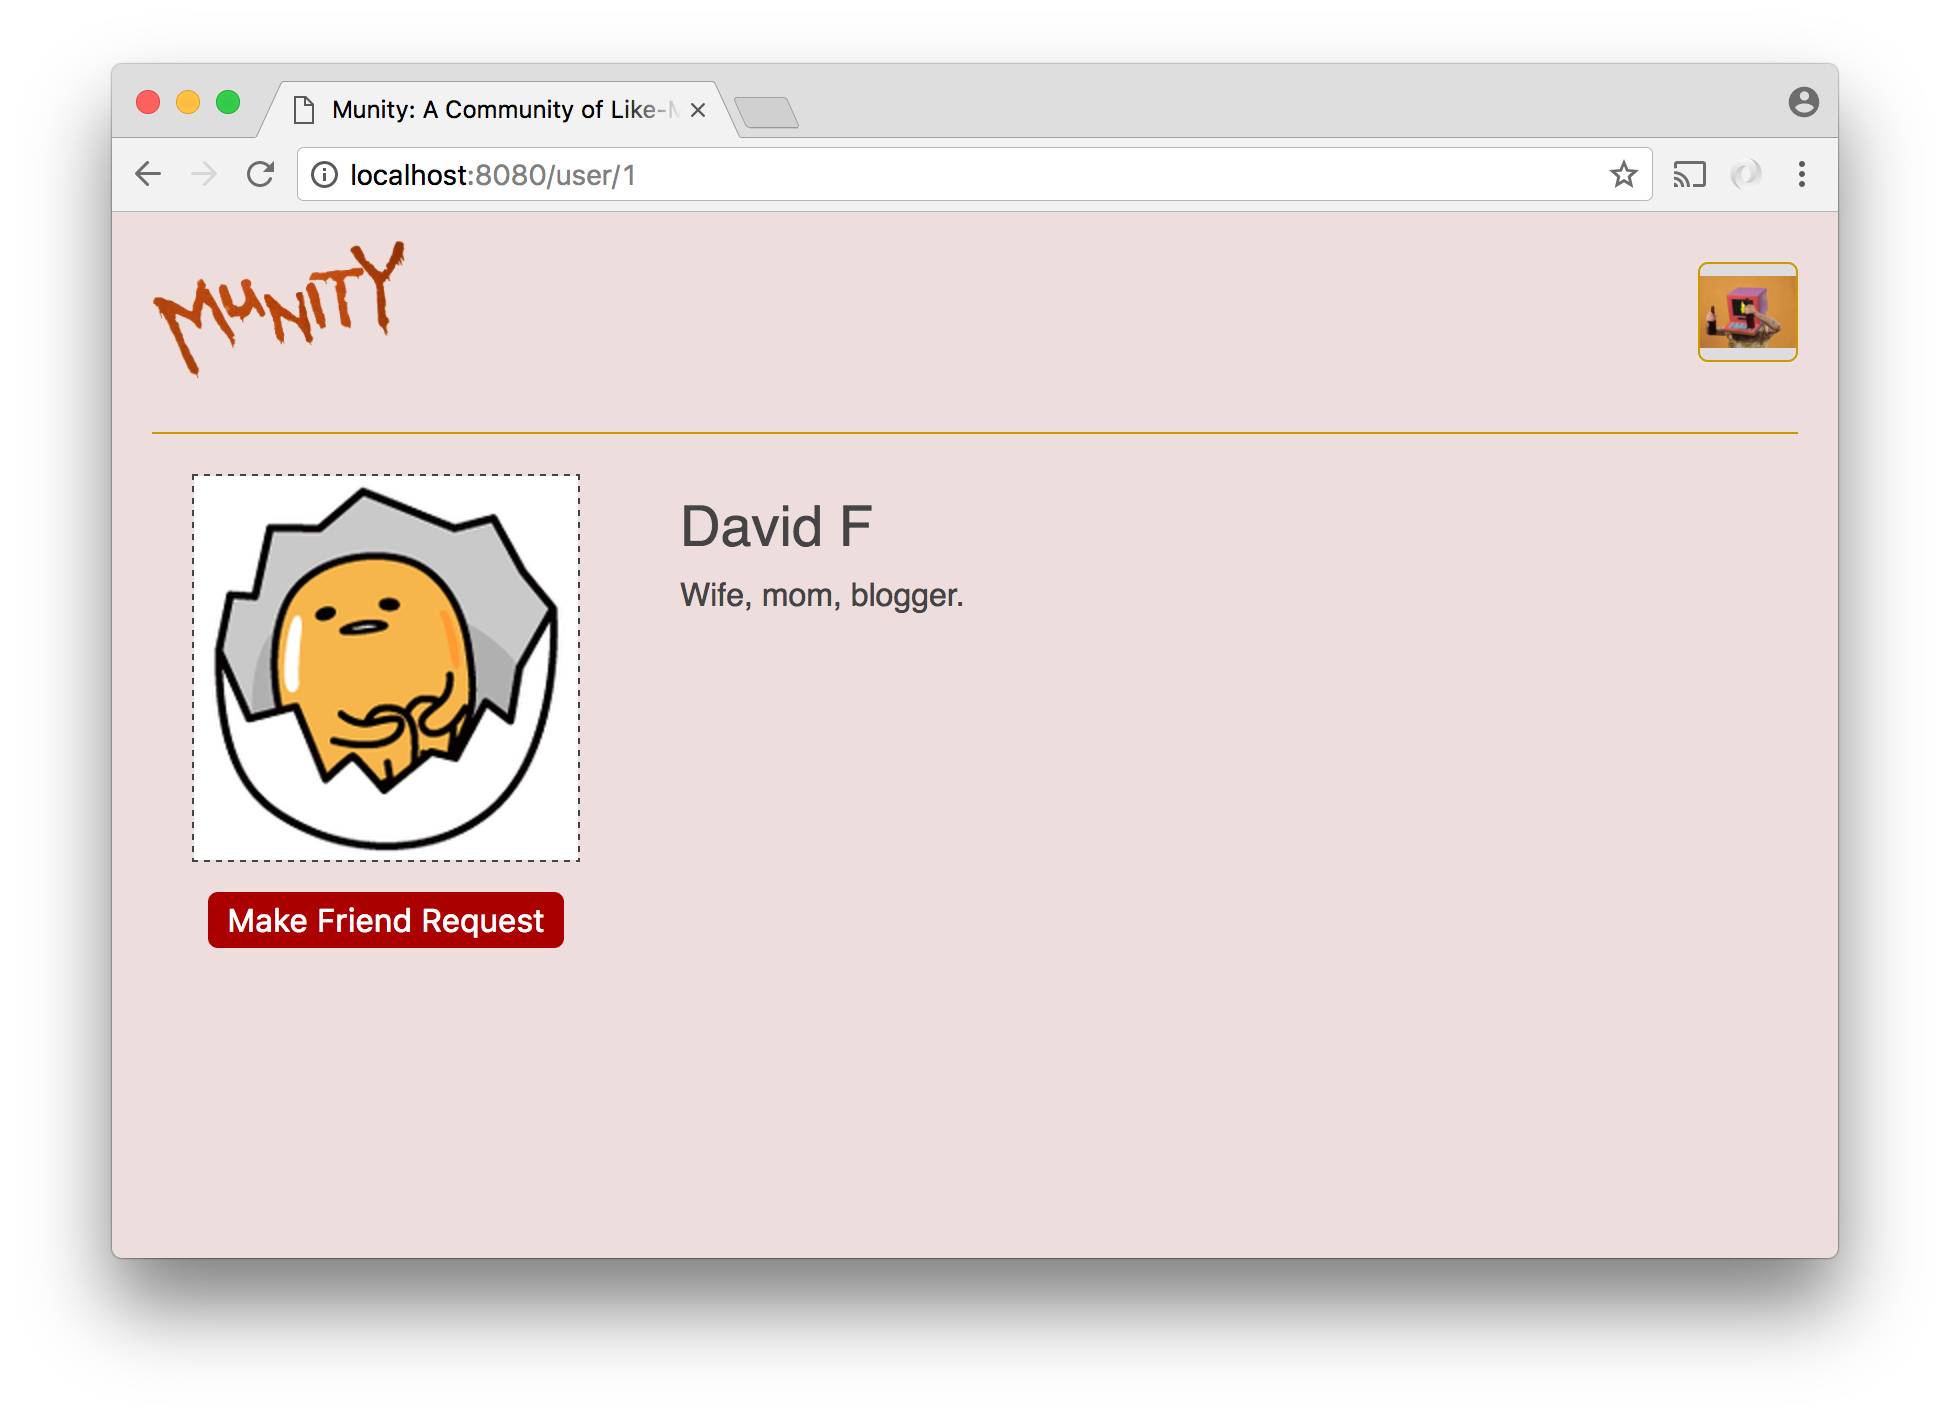 Munity: A Community of Like-
localhost:8080/user/1
MUNITY
David F
Wife, mom, blogger.
Make Friend Request